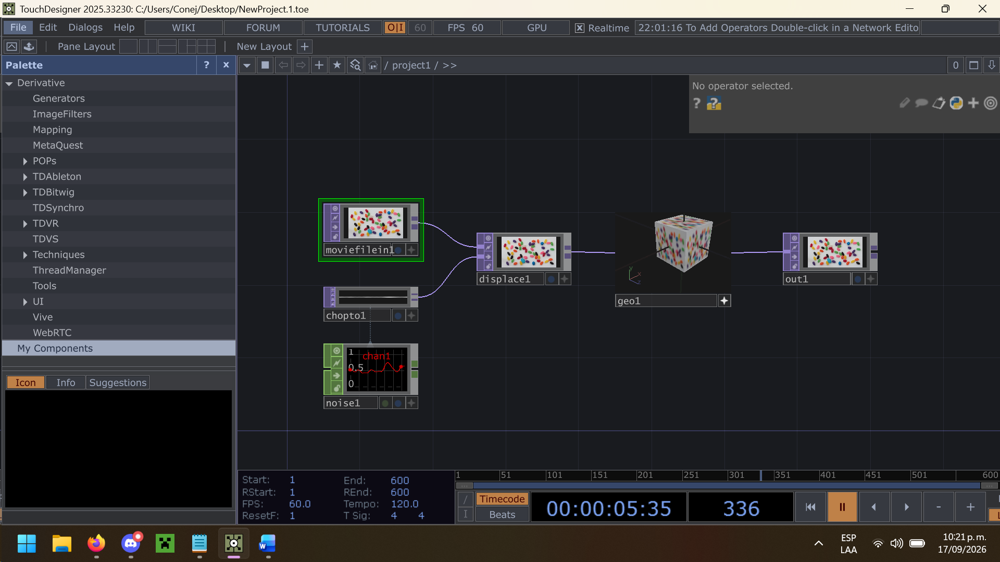 TouchDesigner 2025.33230: C:/Users/Conej/Desktop/NewProject.1.toe
File Edit Dialogs Help WIKI FORUM TUTORIALS O|I 60 FPS 60 GPU Realtime 22:01:16 To Add Operators Double-click in a Network Edito
Pane Layout New Layout +
Palette ? x / project1 / >> 0
Derivative
Generators
ImageFilters
Mapping
MetaQuest
POPs
TDAbleton
TDBitwig
TDSynchro
TDVR
TDVS
Techniques
ThreadManager
Tools
UI
Vive
WebRTC
My Components
Icon Info Suggestions
No operator selected.
? ?
moviefilein1
displace1
geo1
y
x
z
out1
chopto1
1
chan1
0.5
0
noise1
Start: 1 End: 600
RStart: 1 REnd: 600
FPS: 60.0 Tempo: 120.0
ResetF: 1 T Sig: 4 4
1 51 101 151 201 251 301 351 401 451 501 600
... ...
/ Timecode 00:00:05:35 336 - +
I Beats
ESP
LAA
10:21 p. m.
17/09/2026